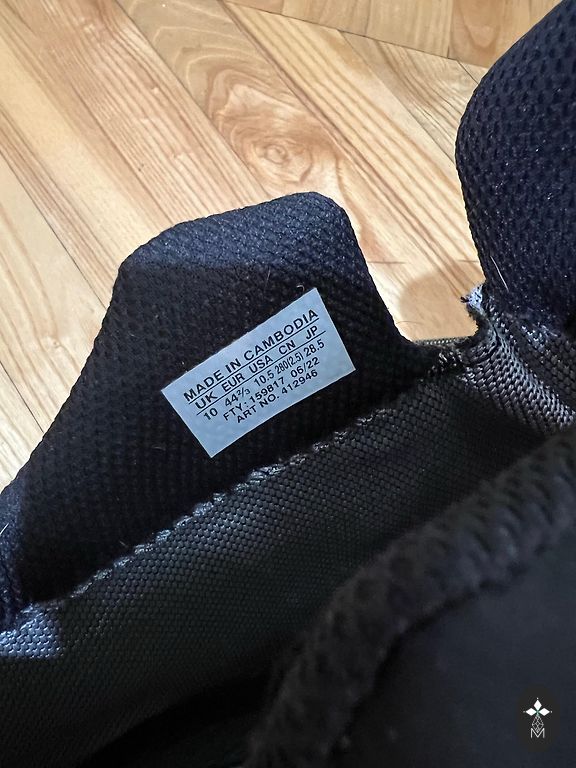 MADE IN CAMBODIA
UK EUR USA CN JP
10 44⅔ 10.5 280(2.5) 28.5
FTY: 159817 06/22
ART NO. 412946